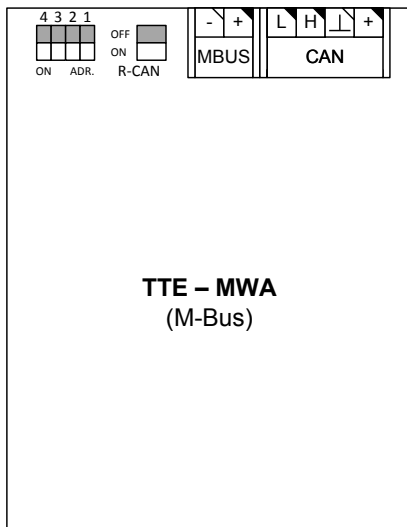 4 3 2 1
ON ADR.
OFF
ON
R-CAN
- +
MBUS
L H ⊥ +
CAN
TTE – MWA
(M-Bus)